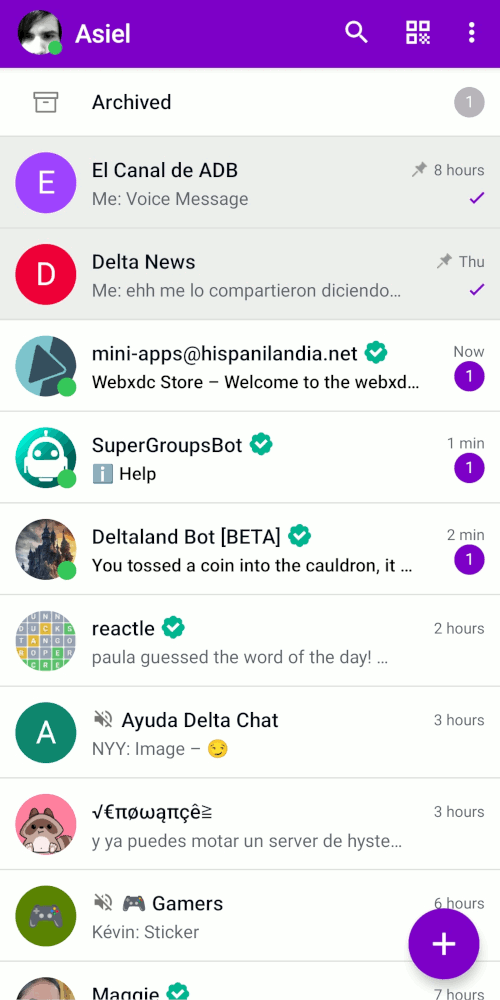 Asiel
Archived
1
E
El Canal de ADB
8 hours
Me: Voice Message
D
Delta News
Thu
Me: ehh me lo compartieron diciendo…
mini-apps@hispanilandia.net
Now
Webxdc Store – Welcome to the webxd…
1
SuperGroupsBot
1 min
ℹ️ Help
1
Deltaland Bot [BETA]
2 min
You tossed a coin into the cauldron, it …
1
reactle
2 hours
paula guessed the word of the day! …
A
Ayuda Delta Chat
3 hours
NYY: Image – 😏
√€πøωąπçê≧
3 hours
y ya puedes motar un server de hyste…
🎮 Gamers
6 hours
Kévin: Sticker
Maggie
7 hours